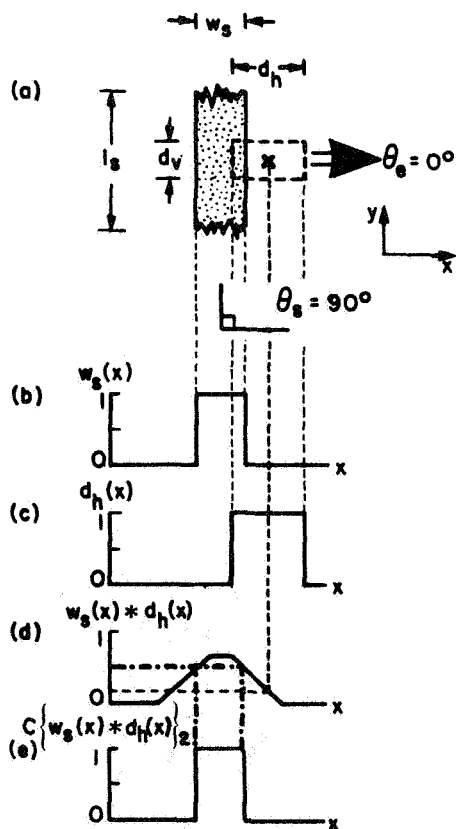 w_s
d_h
(a)
l_s
d_v
θ_e = 0°
y
x
θ_s = 90°
w_s(x)
(b)
1
0
x
d_h(x)
(c)
1
0
x
w_s(x) * d_h(x)
(d)
1
0
x
C{w_s(x) * d_h(x)}_2
(e)
1
0
x